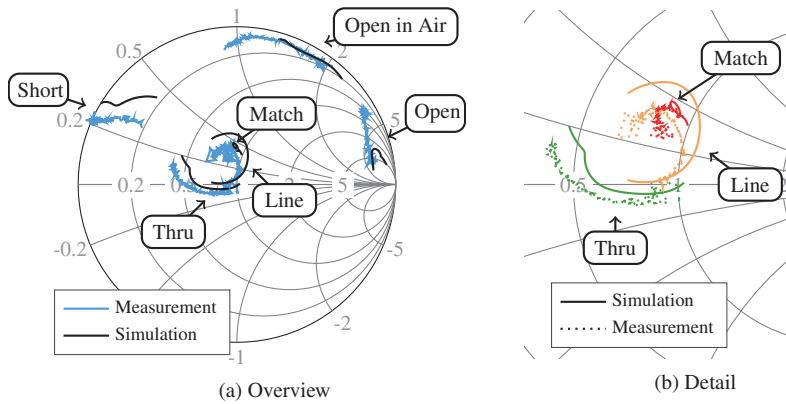 1
Open in Air
0.5
2
Short
Match
0.2
5
Open
0.2
0.5
5
Line
Thru
-0.2
-5
Measurement
Simulation
-2
-1
(a) Overview
Match
0.5
1
2
Line
Thru
Simulation
Measurement
(b) Detail